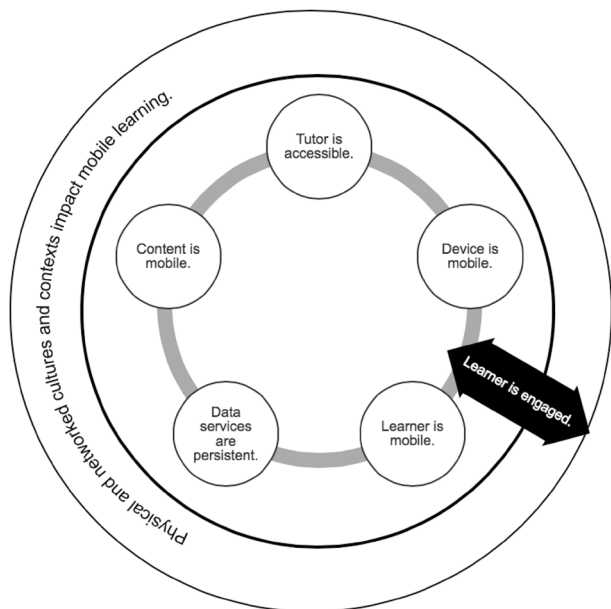 Physical and networked cultures and contexts impact mobile learning.
Tutor is
accessible.
Content is
mobile.
Device is
mobile.
Learner is engaged.
Data
services
are
persistent.
Learner is
mobile.